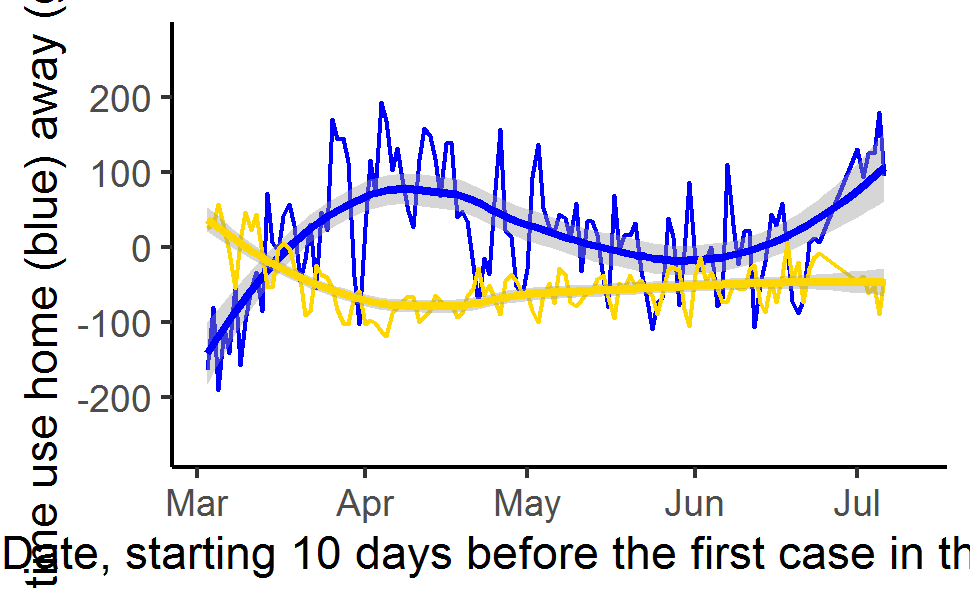 time use home (blue) away (
200
100
0
-100
-200
Mar Apr May Jun Jul
Date, starting 10 days before the first case in th